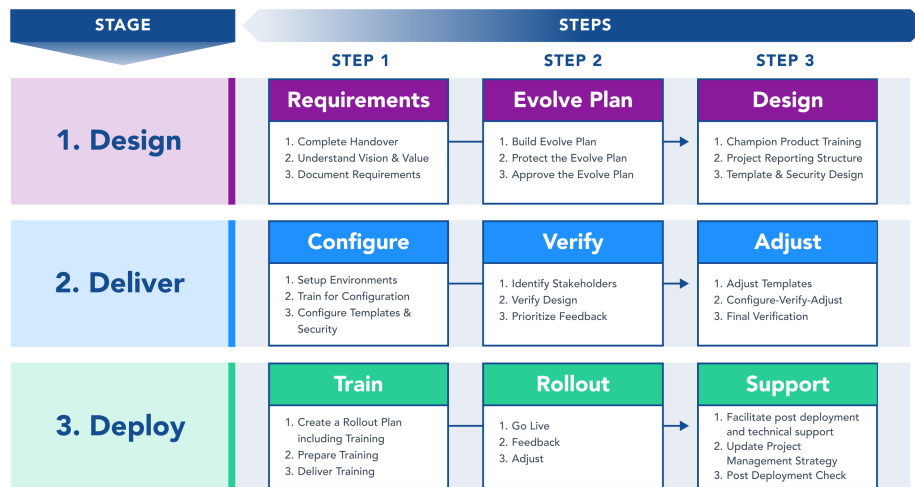 STAGE
STEPS
STEP 1
STEP 2
STEP 3
1. Design
Requirements
1. Complete Handover
2. Understand Vision & Value
3. Document Requirements
Evolve Plan
1. Build Evolve Plan
2. Protect the Evolve Plan
3. Approve the Evolve Plan
Design
1. Champion Product Training
2. Project Reporting Structure
3. Template & Security Design
2. Deliver
Configure
1. Setup Environments
2. Train for Configuration
3. Configure Templates &
Security
Verify
1. Identify Stakeholders
2. Verify Design
3. Prioritize Feedback
Adjust
1. Adjust Templates
2. Configure-Verify-Adjust
3. Final Verification
3. Deploy
Train
1. Create a Rollout Plan
including Training
2. Prepare Training
3. Deliver Training
Rollout
1. Go Live
2. Feedback
3. Adjust
Support
1. Facilitate post deployment
and technical support
2. Update Project
Management Strategy
3. Post Deployment Check